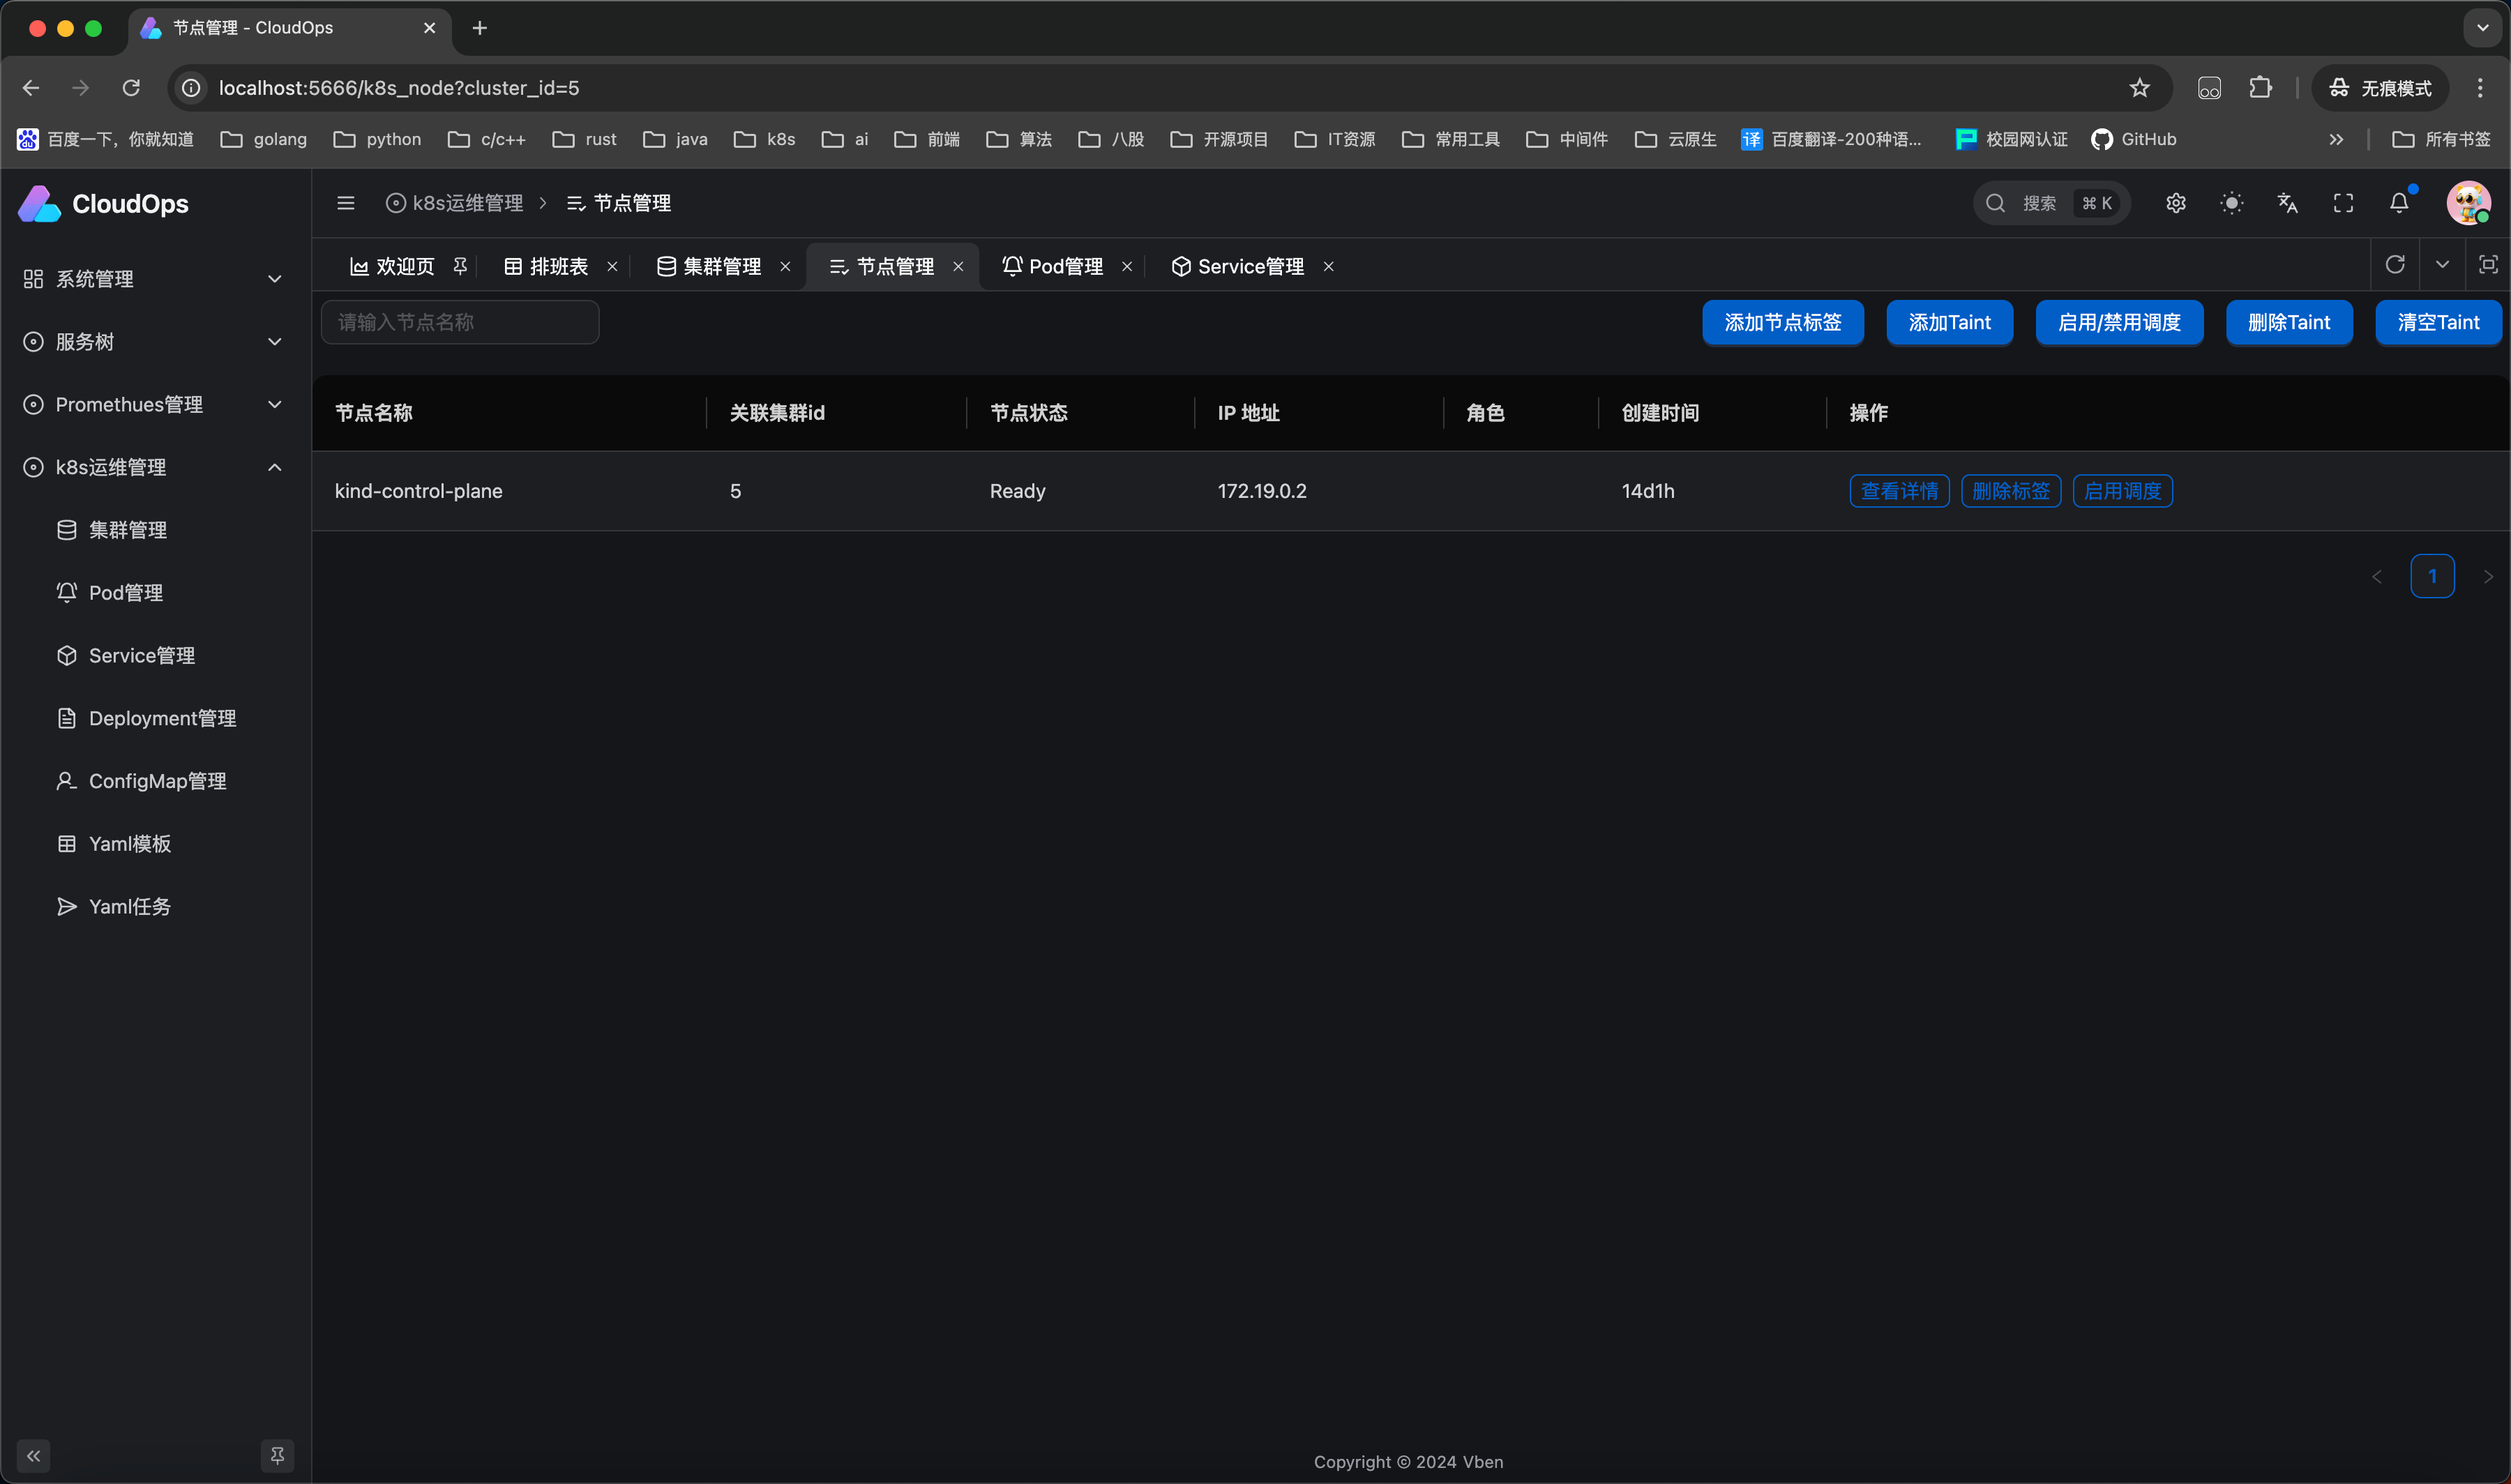 节点管理 - CloudOps
localhost:5666/k8s_node?cluster_id=5
无痕模式
百度一下，你就知道 golang python c/c++ rust java k8s ai 前端 算法 八股 开源项目 IT资源 常用工具 中间件 云原生 百度翻译-200种语... 校园网认证 GitHub 所有书签
CloudOps
k8s运维管理 > 节点管理
搜索 ⌘ K
欢迎页 排班表 集群管理 节点管理 Pod管理 Service管理
系统管理
服务树
Promethues管理
k8s运维管理
集群管理
Pod管理
Service管理
Deployment管理
ConfigMap管理
Yaml模板
Yaml任务
请输入节点名称
添加节点标签 添加Taint 启用/禁用调度 删除Taint 清空Taint
节点名称 关联集群id 节点状态 IP 地址 角色 创建时间 操作
kind-control-plane 5 Ready 172.19.0.2 14d1h 查看详情 删除标签 启用调度
1
Copyright © 2024 Vben